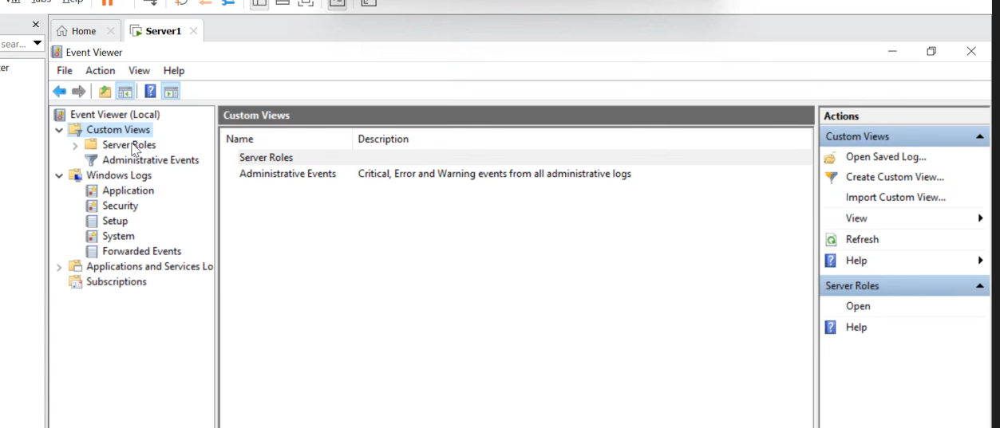 Help
sear...
Home
Server1
Event Viewer
File Action View Help
Event Viewer (Local)
Custom Views
Server Roles
Administrative Events
Windows Logs
Application
Security
Setup
System
Forwarded Events
Applications and Services Lo
Subscriptions
Custom Views
Name Description
Server Roles
Administrative Events Critical, Error and Warning events from all administrative logs
Actions
Custom Views
Open Saved Log...
Create Custom View...
Import Custom View...
View
Refresh
Help
Server Roles
Open
Help